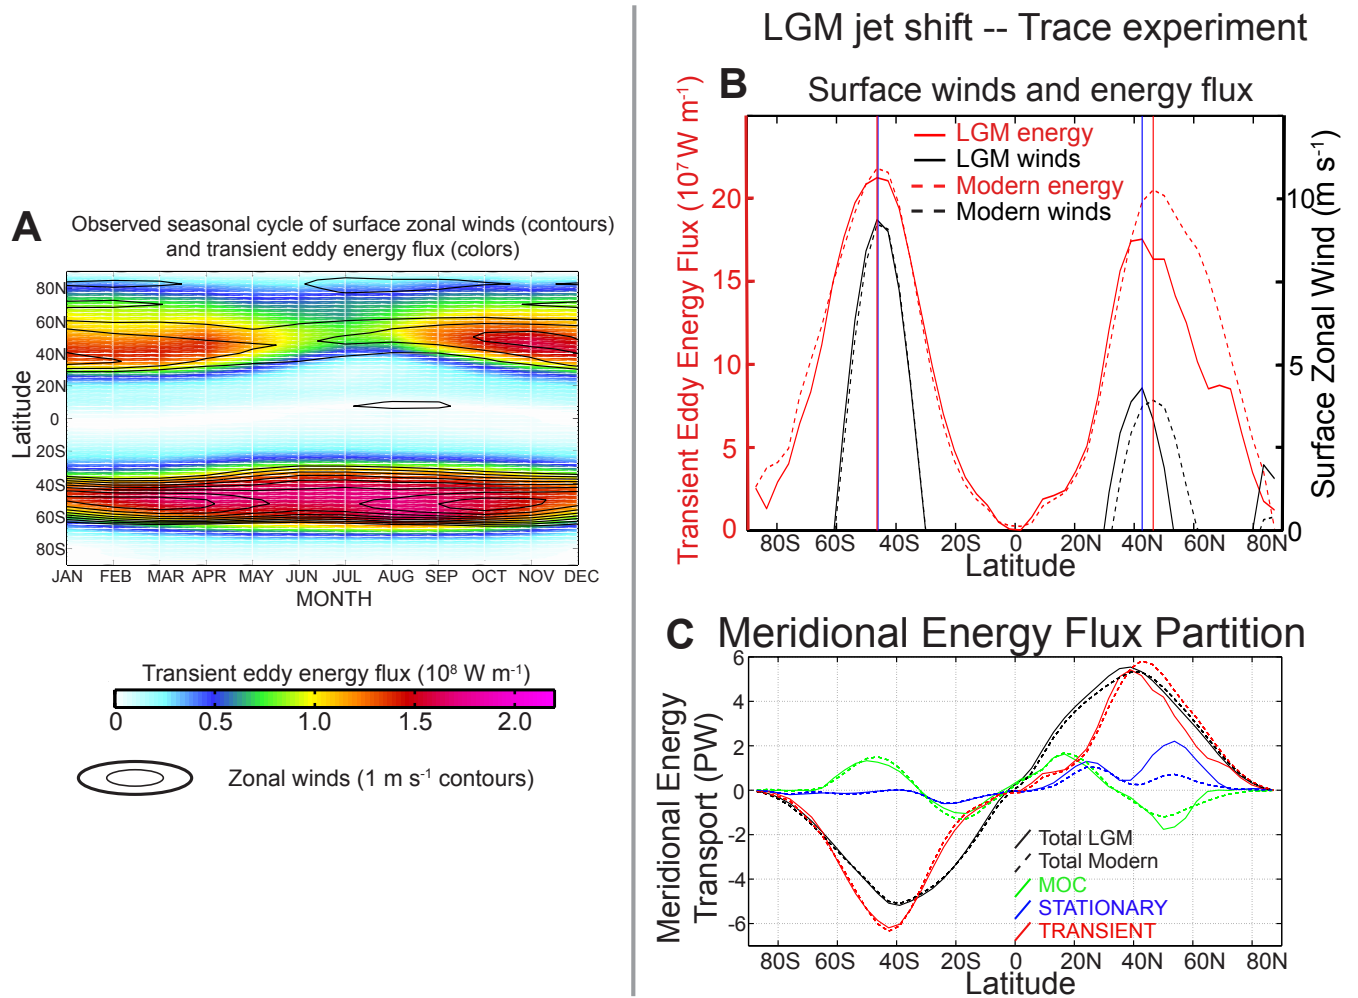 LGM jet shift -- Trace experiment
A
Observed seasonal cycle of surface zonal winds (contours)
and transient eddy energy flux (colors)
Latitude
80N
60N
40N
20N
0
20S
40S
60S
80S
JAN FEB MAR APR MAY JUN JUL AUG SEP OCT NOV DEC
MONTH
Transient eddy energy flux (10⁸ W m⁻¹)
0 0.5 1.0 1.5 2.0
Zonal winds (1 m s⁻¹ contours)
B
Surface winds and energy flux
Transient Eddy Energy Flux (10⁷ W m⁻¹)
20
15
10
5
0
LGM energy
LGM winds
Modern energy
Modern winds
10
5
0
Surface Zonal Wind (m s⁻¹)
80S 60S 40S 20S 0 20N 40N 60N 80N
Latitude
C Meridional Energy Flux Partition
Meridional Energy
Transport (PW)
6
4
2
0
-2
-4
-6
Total LGM
Total Modern
MOC
STATIONARY
TRANSIENT
80S 60S 40S 20S 0 20N 40N 60N 80N
Latitude